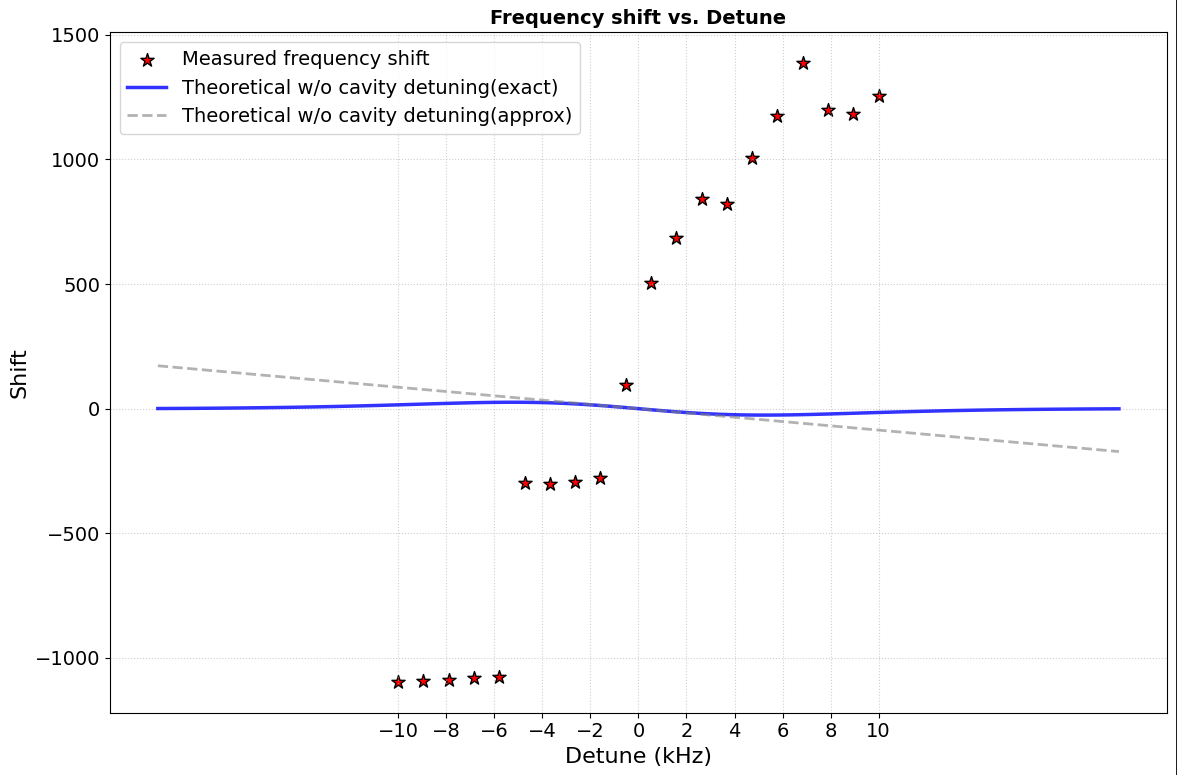 Frequency shift vs. Detune
Measured frequency shift
Theoretical w/o cavity detuning(exact)
Theoretical w/o cavity detuning(approx)
1500
1000
500
0
−500
−1000
Shift
−10 −8 −6 −4 −2 0 2 4 6 8 10
Detune (kHz)